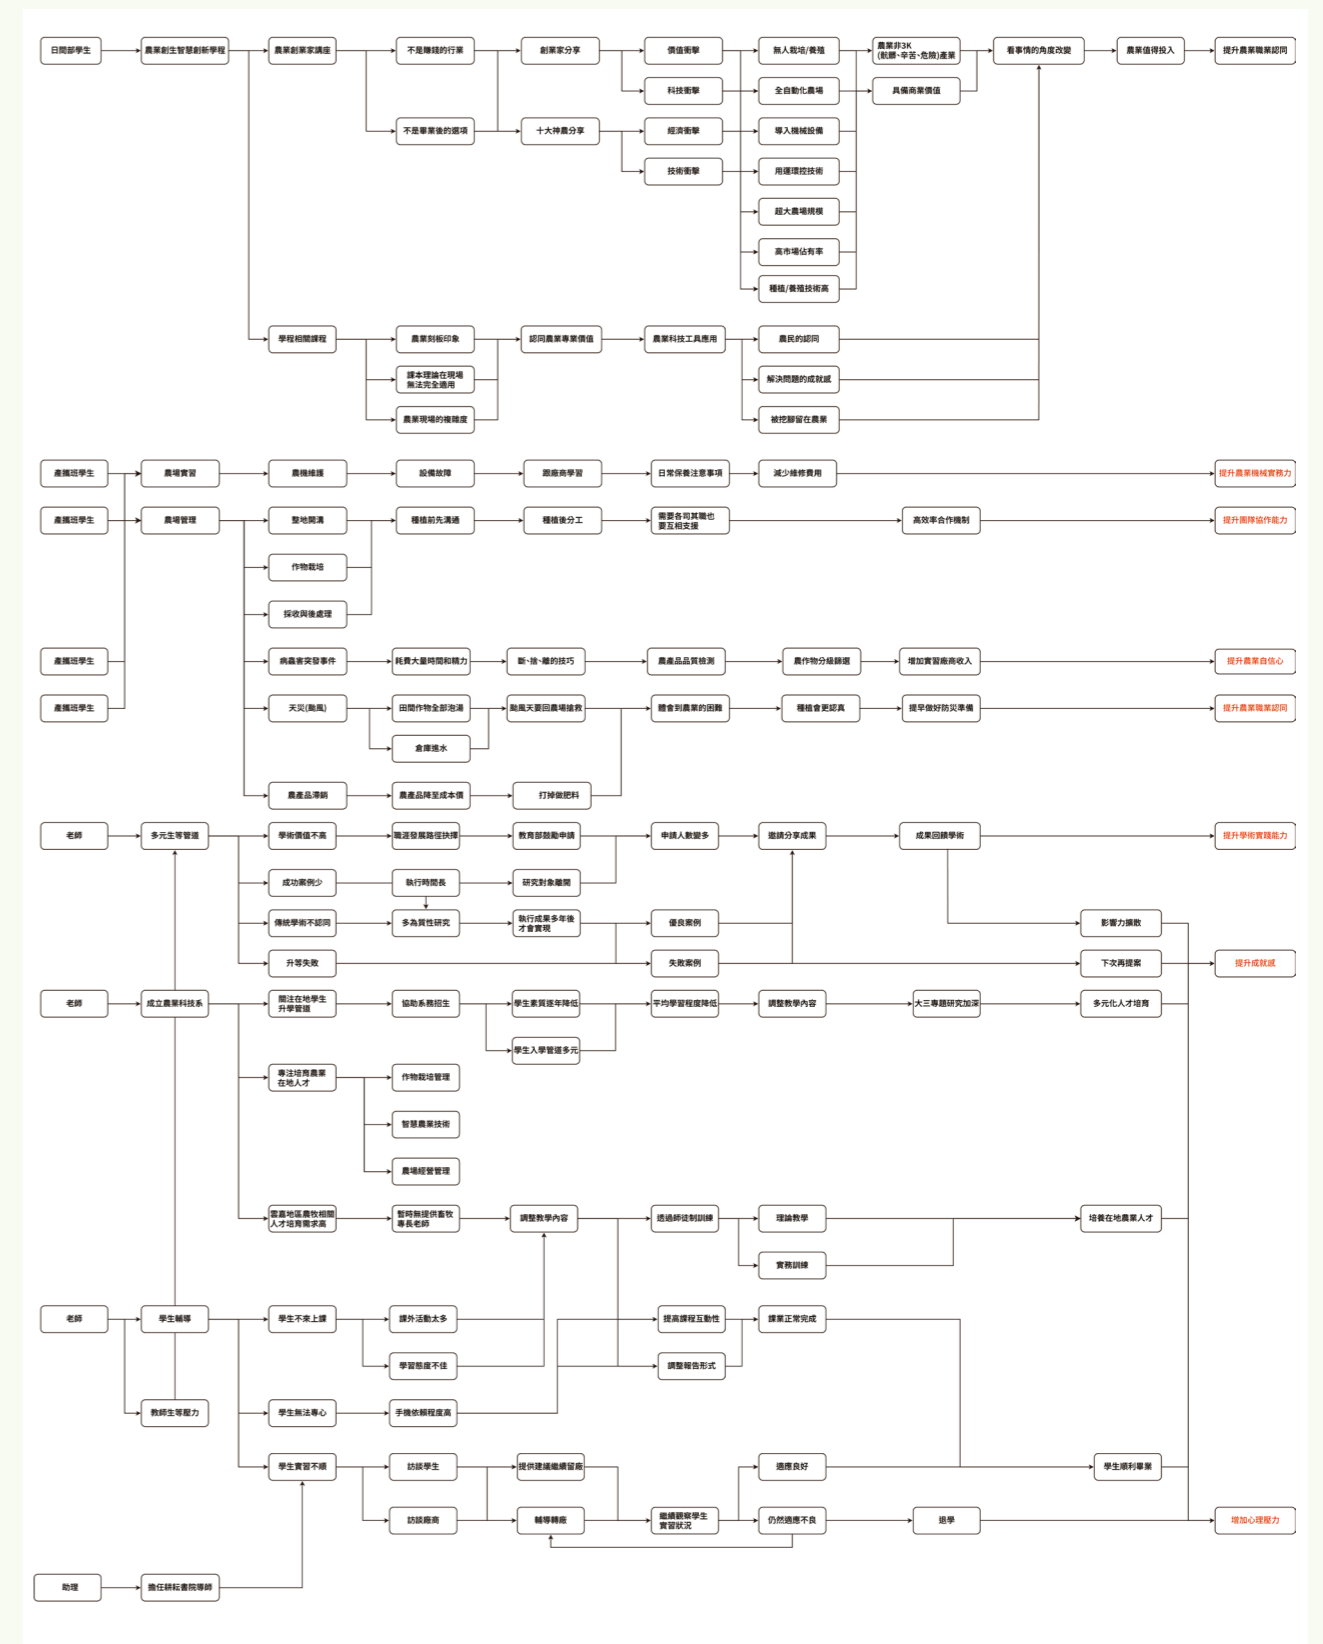 日間部學生
農業創生智慧創新學程
農業創業家講座
不是賺錢的行業
創業家分享
價值衝擊
無人栽培/養殖
農業非3K
(骯髒、辛苦、危險)產業
看事情的角度改變
農業值得投入
提升農業職業認同
科技衝擊
全自動化農場
具備商業價值
不是畢業後的選項
十大神農分享
經濟衝擊
導入機械設備
技術衝擊
用運環控技術
超大農場規模
高市場佔有率
種植/養殖技術高
學程相關課程
農業刻板印象
認同農業專業價值
農業科技工具應用
農民的認同
課本理論在現場
無法完全適用
解決問題的成就感
農業現場的複雜度
被挖腳留在農業
產攜班學生
農場實習
農機維護
設備故障
跟廠商學習
日常保養注意事項
減少維修費用
提升農業機械實務力
產攜班學生
農場管理
整地開溝
種植前先溝通
種植後分工
需要各司其職也
要互相支援
高效率合作機制
提升團隊協作能力
作物栽培
採收與後處理
產攜班學生
病蟲害突發事件
耗費大量時間和精力
斷、捨、離的技巧
農產品品質檢測
農作物分級篩選
增加實習廠商收入
提升農業自信心
產攜班學生
天災(颱風)
田間作物全部泡湯
颱風天要回農場搶救
體會到農業的困難
種植會更認真
提早做好防災準備
提升農業職業認同
倉庫進水
農產品滯銷
農產品降至成本價
打掉做肥料
老師
多元生等管道
學術價值不高
職涯發展路徑抉擇
教育部鼓勵申請
申請人數變多
邀請分享成果
成果回饋學術
提升學術實踐能力
成功案例少
執行時間長
研究對象離開
傳統學術不認同
多為質性研究
執行成果多年後
才會實現
優良案例
影響力擴散
升等失敗
失敗案例
下次再提案
提升成就感
老師
成立農業科技系
關注在地學生
升學管道
協助系務招生
學生素質逐年降低
平均學習程度降低
調整教學內容
大三專題研究加深
多元化人才培育
學生入學管道多元
專注培育農業
在地人才
作物栽培管理
智慧農業技術
農場經營管理
雲嘉地區農牧相關
人才培育需求高
暫時無提供畜牧
專長老師
調整教學內容
透過師徒制訓練
理論教學
培養在地農業人才
實務訓練
老師
學生輔導
學生不來上課
課外活動太多
提高課程互動性
課業正常完成
學習態度不佳
調整報告形式
教師生等壓力
學生無法專心
手機依賴程度高
學生實習不順
訪談學生
提供建議繼續留廠
適應良好
學生順利畢業
訪談廠商
輔導轉廠
繼續觀察學生
實習狀況
仍然適應不良
退學
增加心理壓力
助理
擔任耕耘書院導師